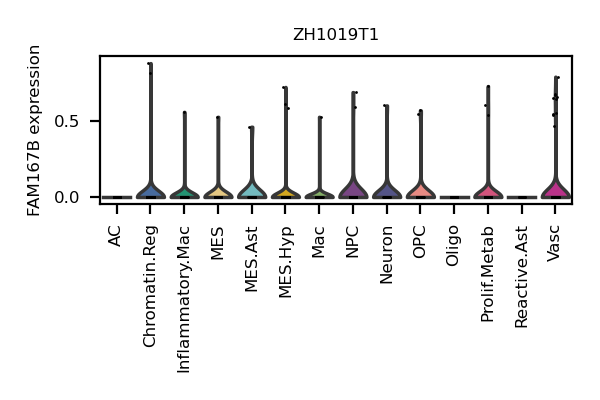 ZH1019T1
FAM167B expression
0.5
0.0
AC
Chromatin.Reg
Inflammatory.Mac
MES
MES.Ast
MES.Hyp
Mac
NPC
Neuron
OPC
Oligo
Prolif.Metab
Reactive.Ast
Vasc